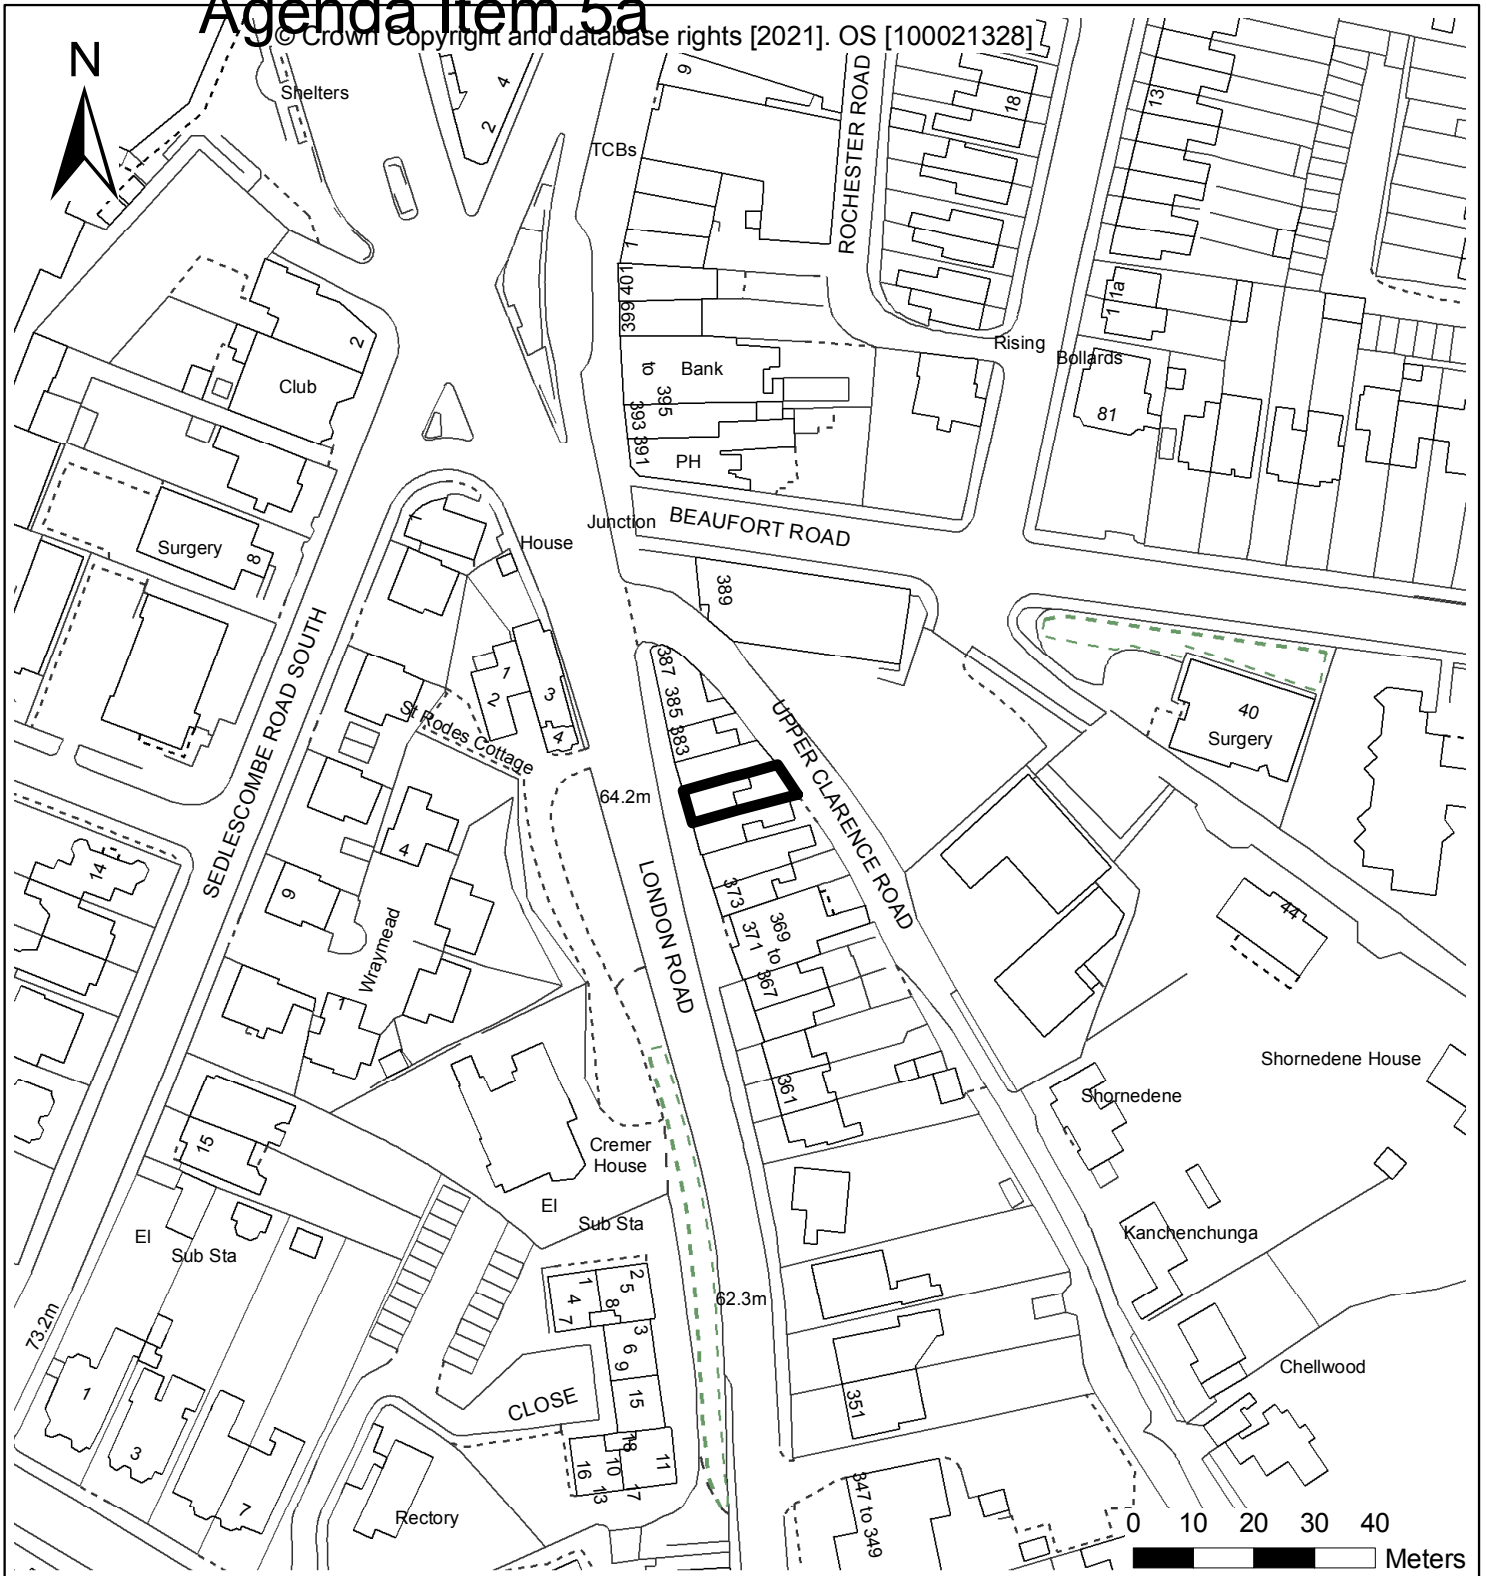 Agenda Item 5a
© Crown Copyright and database rights [2021]. OS [100021328]
N
Shelters
4
2
9
TCBs
ROCHESTER ROAD
18
13
1
401
399
11a
Rising
Bollards
2
Club
Bank
to
395
393
391
PH
81
Junction
BEAUFORT ROAD
House
Surgery
8
389
SEDLESCOMBE ROAD SOUTH
1
2
3
4
St Rodes Cottage
387
385
383
UPPER CLARENCE ROAD
40
Surgery
64.2m
14
4
9
Wraymead
1
LONDON ROAD
373
371
369 to
367
44
361
Shornedene House
Shornedene
15
Cremer
House
El
Sub Sta
El
Sub Sta
Kanchenchunga
73.2m
62.3m
1
2
4
5
7
8
3
6
9
15
CLOSE
18
11
16
10
13
17
351
Chellwood
1
3
7
Rectory
347 to 349
0 10 20 30 40
Meters